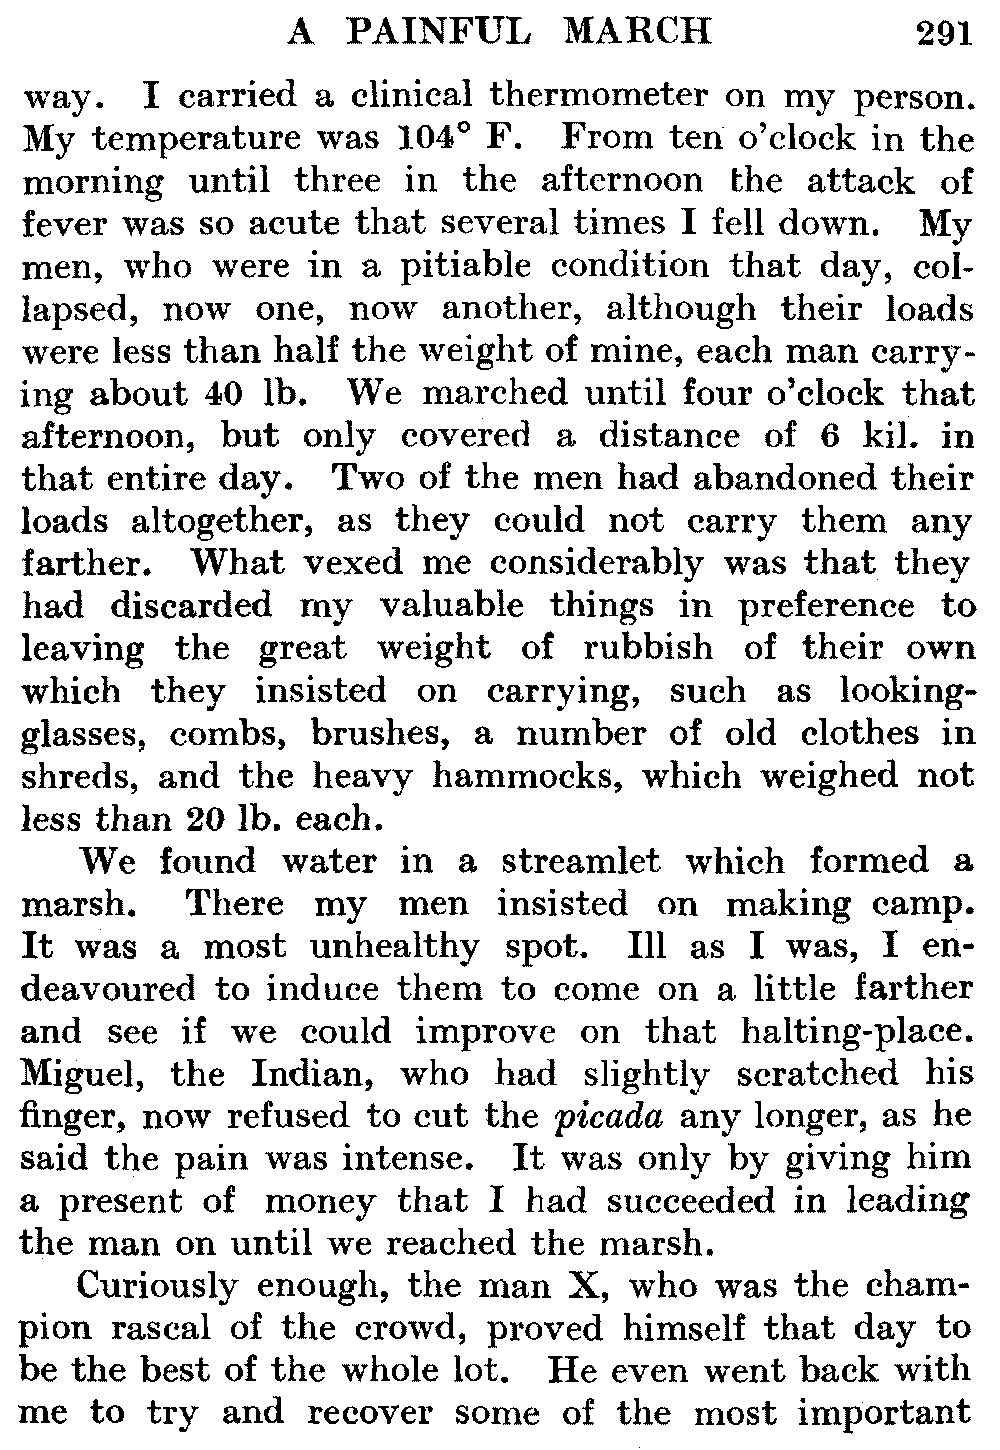 A PAINFUL MARCH 291
way. I carried a clinical thermometer on my person.
My temperature was 104° F. From ten o'clock in the
morning until three in the afternoon the attack of
fever was so acute that several times I fell down. My
men, who were in a pitiable condition that day, col-
lapsed, now one, now another, although their loads
were less than half the weight of mine, each man carry-
ing about 40 lb. We marched until four o'clock that
afternoon, but only covered a distance of 6 kil. in
that entire day. Two of the men had abandoned their
loads altogether, as they could not carry them any
farther. What vexed me considerably was that they
had discarded my valuable things in preference to
leaving the great weight of rubbish of their own
which they insisted on carrying, such as looking-
glasses, combs, brushes, a number of old clothes in
shreds, and the heavy hammocks, which weighed not
less than 20 lb. each.
We found water in a streamlet which formed a
marsh. There my men insisted on making camp.
It was a most unhealthy spot. Ill as I was, I en-
deavoured to induce them to come on a little farther
and see if we could improve on that halting-place.
Miguel, the Indian, who had slightly scratched his
finger, now refused to cut the picada any longer, as he
said the pain was intense. It was only by giving him
a present of money that I had succeeded in leading
the man on until we reached the marsh.
Curiously enough, the man X, who was the cham-
pion rascal of the crowd, proved himself that day to
be the best of the whole lot. He even went back with
me to try and recover some of the most important